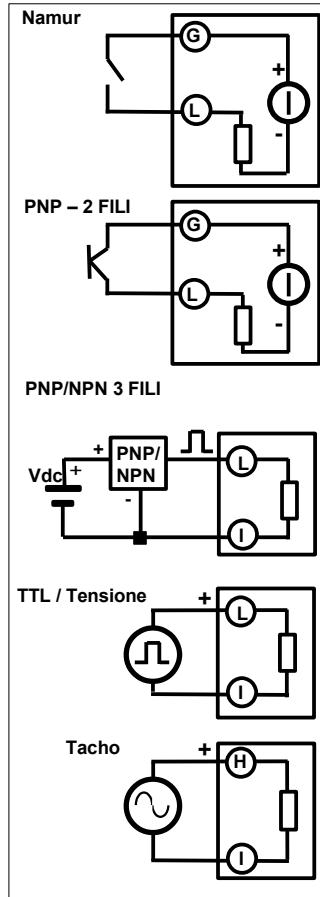 Namur
G
+
L
-
PNP – 2 FILI
G
+
L
-
PNP/NPN 3 FILI
+ PNP/ L
Vdc + NPN
-
I
TTL / Tensione
+ L
I
Tacho
+ H
I